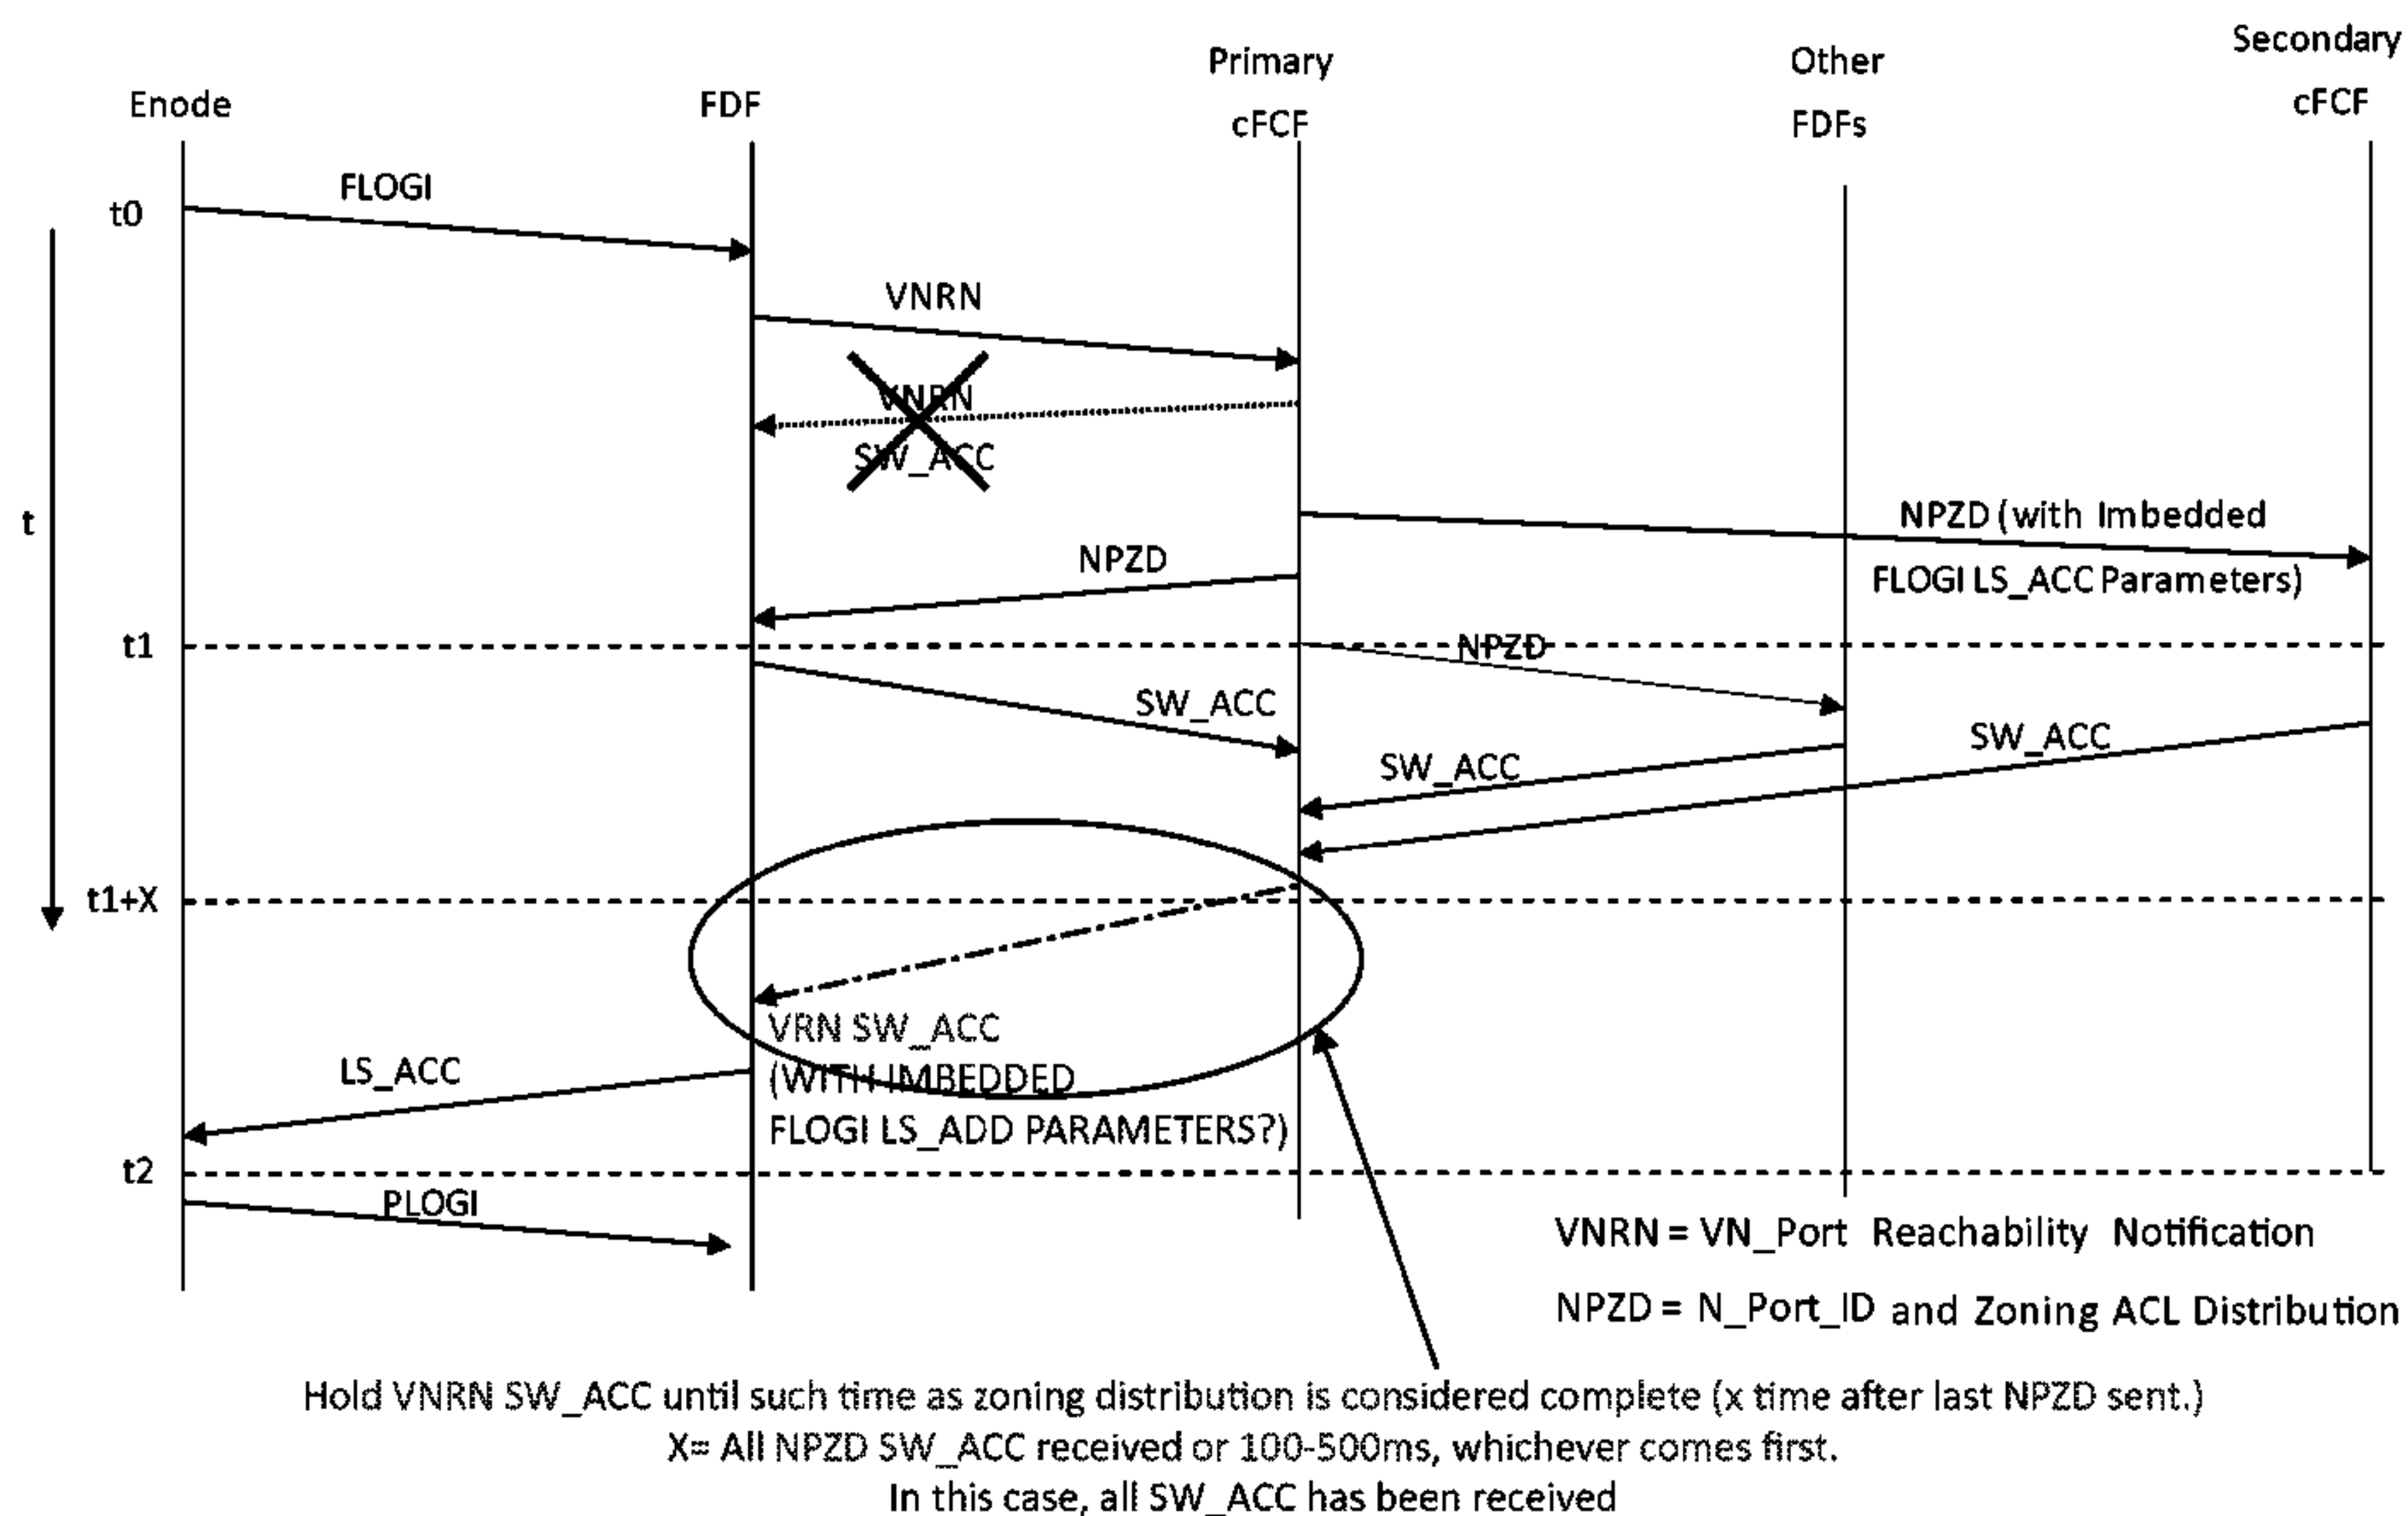 Enode
FDF
Primary
cFCF
Other
FDFs
Secondary
cFCF
t0
FLOGI
VNRN
VNRN
SW_ACC
t
NPZD (with Imbedded
FLOGI LS_ACC Parameters)
NPZD
t1
NPZD
SW_ACC
SW_ACC
SW_ACC
t1+X
VRN SW_ACC
(WITH IMBEDDED
FLOGI LS_ADD PARAMETERS?)
LS_ACC
t2
PLOGI
VNRN = VN_Port Reachability Notification
NPZD = N_Port_ID and Zoning ACL Distribution
Hold VNRN SW_ACC until such time as zoning distribution is considered complete (x time after last NPZD sent.)
X= All NPZD SW_ACC received or 100-500ms, whichever comes first.
In this case, all SW_ACC has been received